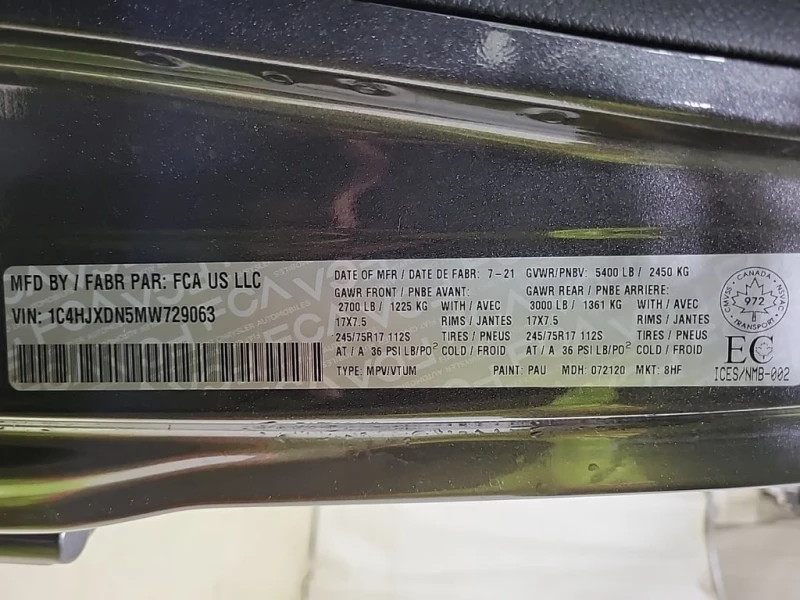 MFD BY / FABR PAR: FCA US LLC
VIN: 1C4HJXDN5MW729063
DATE OF MFR / DATE DE FABR: 7-21 GVWR/PNBV: 5400 LB / 2450 KG
GAWR FRONT / PNBE AVANT: GAWR REAR / PNBE ARRIERE:
2700 LB / 1225 KG WITH / AVEC 3000 LB / 1361 KG WITH / AVEC
17X7.5 RIMS / JANTES 17X7.5 RIMS / JANTES
245/75R17 112S TIRES / PNEUS 245/75R17 112S TIRES / PNEUS
AT / A 36 PSI LB/PO² COLD / FROID AT / A 36 PSI LB/PO² COLD / FROID
TYPE: MPV/VTUM PAINT: PAU MDH: 072120 MKT: 8HF
CANADA
CMVSS NSVAC
972
TRANSPORT
EC
ICES/NMB-002